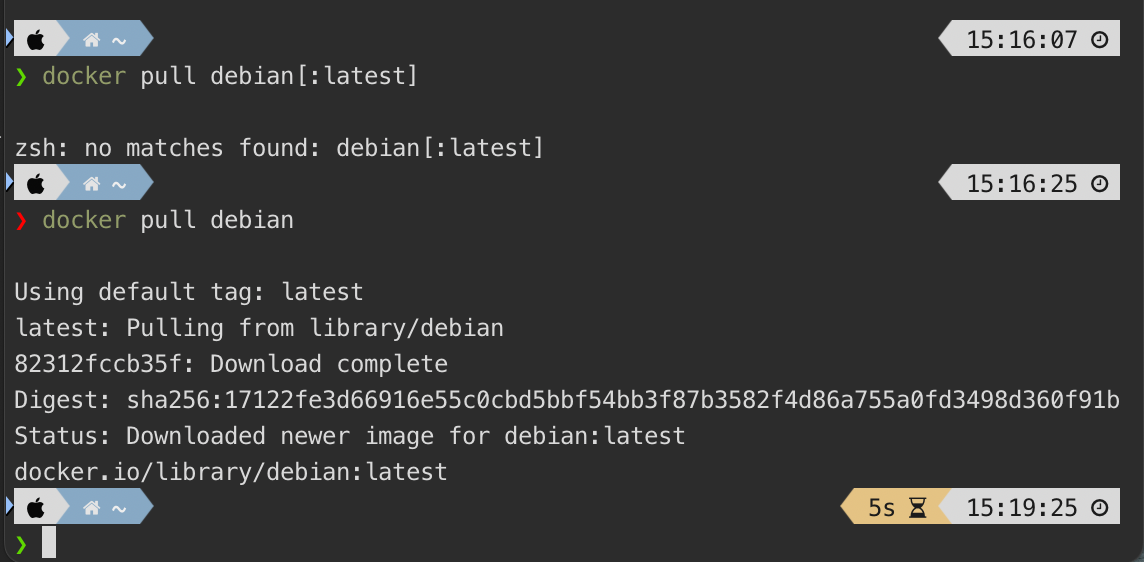 ~ 15:16:07
❯ docker pull debian[:latest]
zsh: no matches found: debian[:latest]
~ 15:16:25
❯ docker pull debian
Using default tag: latest
latest: Pulling from library/debian
82312fccb35f: Download complete
Digest: sha256:17122fe3d66916e55c0cbd5bbf54bb3f87b3582f4d86a755a0fd3498d360f91b
Status: Downloaded newer image for debian:latest
docker.io/library/debian:latest
~ 5s 15:19:25
❯